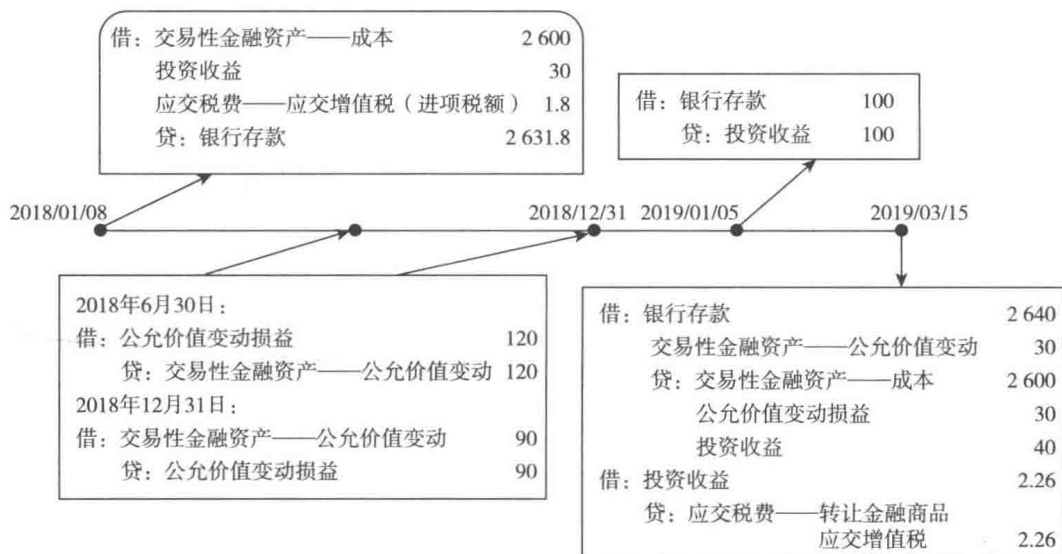 借：交易性金融资产——成本 2 600
投资收益 30
应交税费——应交增值税（进项税额） 1.8
贷：银行存款 2 631.8
借：银行存款 100
贷：投资收益 100
2018/01/08 2018/12/31 2019/01/05 2019/03/15
2018年6月30日：
借：公允价值变动损益 120
贷：交易性金融资产——公允价值变动 120
2018年12月31日：
借：交易性金融资产——公允价值变动 90
贷：公允价值变动损益 90
借：银行存款 2 640
交易性金融资产——公允价值变动 30
贷：交易性金融资产——成本 2 600
公允价值变动损益 30
投资收益 40
借：投资收益 2.26
贷：应交税费——转让金融商品
应交增值税 2.26